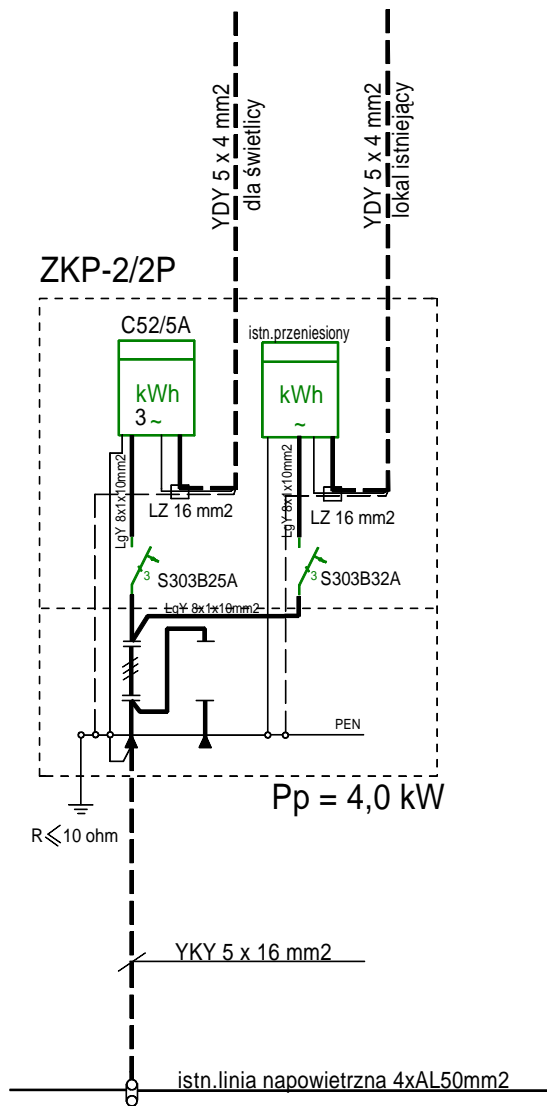 YDY 5 x 4 mm2
dla świetlicy
YDY 5 x 4 mm2
lokal istniejący
ZKP-2/2P
C52/5A
istn.przeniesiony
kWh
3 ~
kWh
~
LgY 8x1x10mm2
LZ 16 mm2
LgY 8x1x10mm2
LZ 16 mm2
3
S303B25A
3
S303B32A
LgY 8x1x10mm2
PEN
Pp = 4,0 kW
R ≤ 10 ohm
YKY 5 x 16 mm2
istn.linia napowietrzna 4xAL50mm2